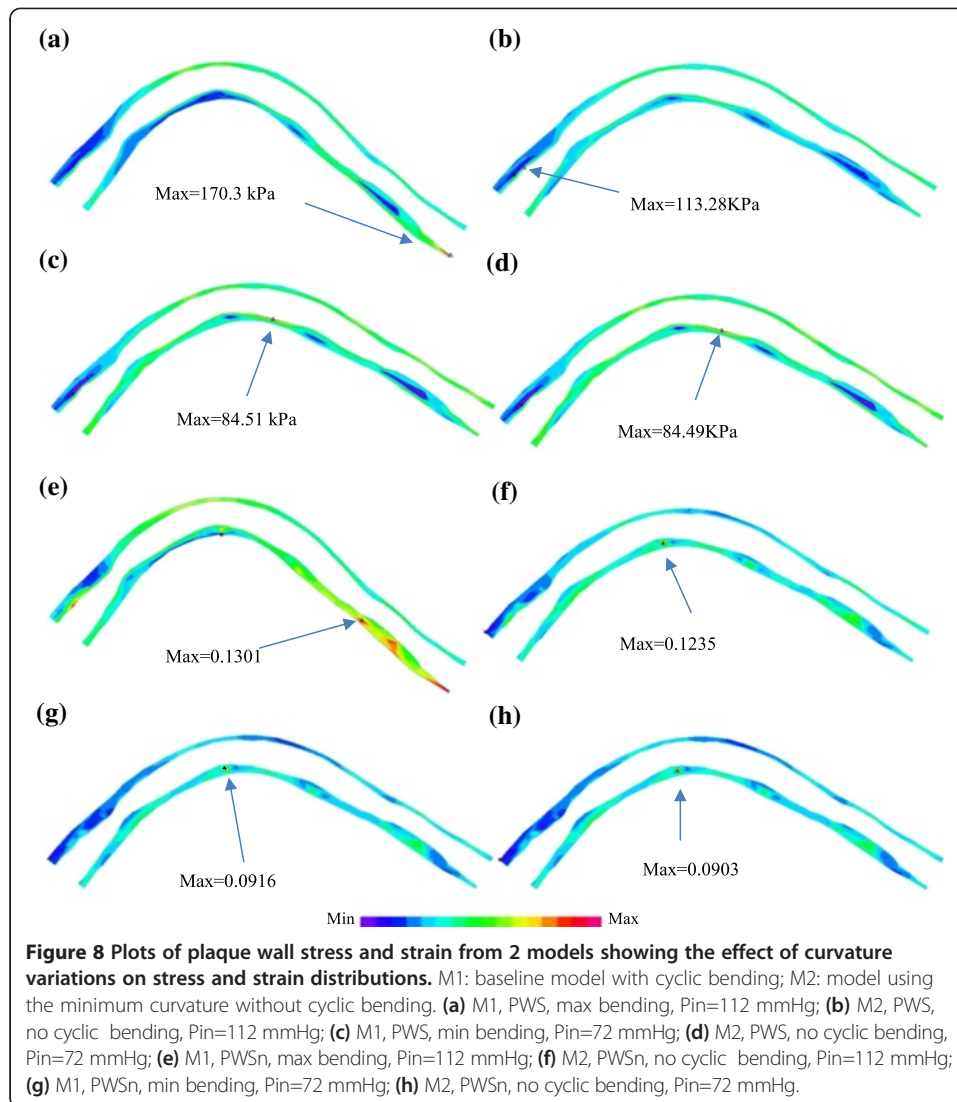 (a)
(b)
Max=170.3 kPa
Max=113.28KPa
(c)
(d)
Max=84.51 kPa
Max=84.49KPa
(e)
(f)
Max=0.1301
Max=0.1235
(g)
(h)
Max=0.0916
Max=0.0903
Min
Max
Figure 8 Plots of plaque wall stress and strain from 2 models showing the effect of curvature
variations on stress and strain distributions. M1: baseline model with cyclic bending; M2: model using
the minimum curvature without cyclic bending. (a) M1, PWS, max bending, Pin=112 mmHg; (b) M2, PWS,
no cyclic bending, Pin=112 mmHg; (c) M1, PWS, min bending, Pin=72 mmHg; (d) M2, PWS, no cyclic bending,
Pin=72 mmHg; (e) M1, PWSn, max bending, Pin=112 mmHg; (f) M2, PWSn, no cyclic bending, Pin=112 mmHg;
(g) M1, PWSn, min bending, Pin=72 mmHg; (h) M2, PWSn, no cyclic bending, Pin=72 mmHg.